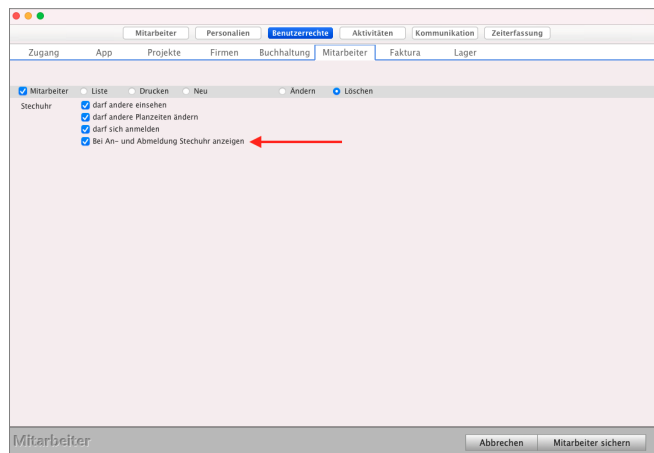 Mitarbeiter Personalien Benutzerrechte Aktivitäten Kommunikation Zeiterfassung
Zugang App Projekte Firmen Buchhaltung Mitarbeiter Faktura Lager
Mitarbeiter Liste Drucken Neu Ändern Löschen
Stechuhr darf andere einsehen
darf andere Planzeiten ändern
darf sich anmelden
Bei An- und Abmeldung Stechuhr anzeigen
Mitarbeiter Abbrechen Mitarbeiter sichern